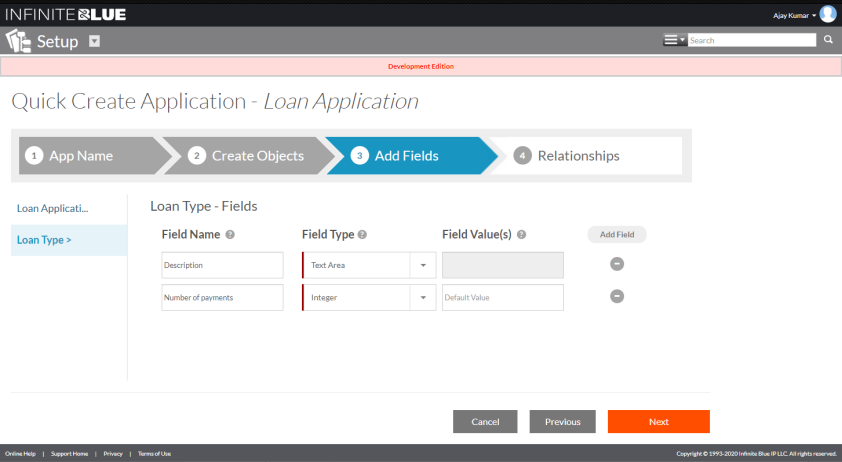 INFINITE BLUE
Ajay Kumar
Setup
Search
Development Edition
Quick Create Application - Loan Application
1 App Name
2 Create Objects
3 Add Fields
4 Relationships
Loan Applicati...
Loan Type >
Loan Type - Fields
Field Name ?
Field Type ?
Field Value(s) ?
Add Field
Description
Text Area
Number of payments
Integer
Default Value
Cancel
Previous
Next
Online Help | Support Home | Privacy | Terms of Use
Copyright © 1993-2020 Infinite Blue IP LLC. All rights reserved.